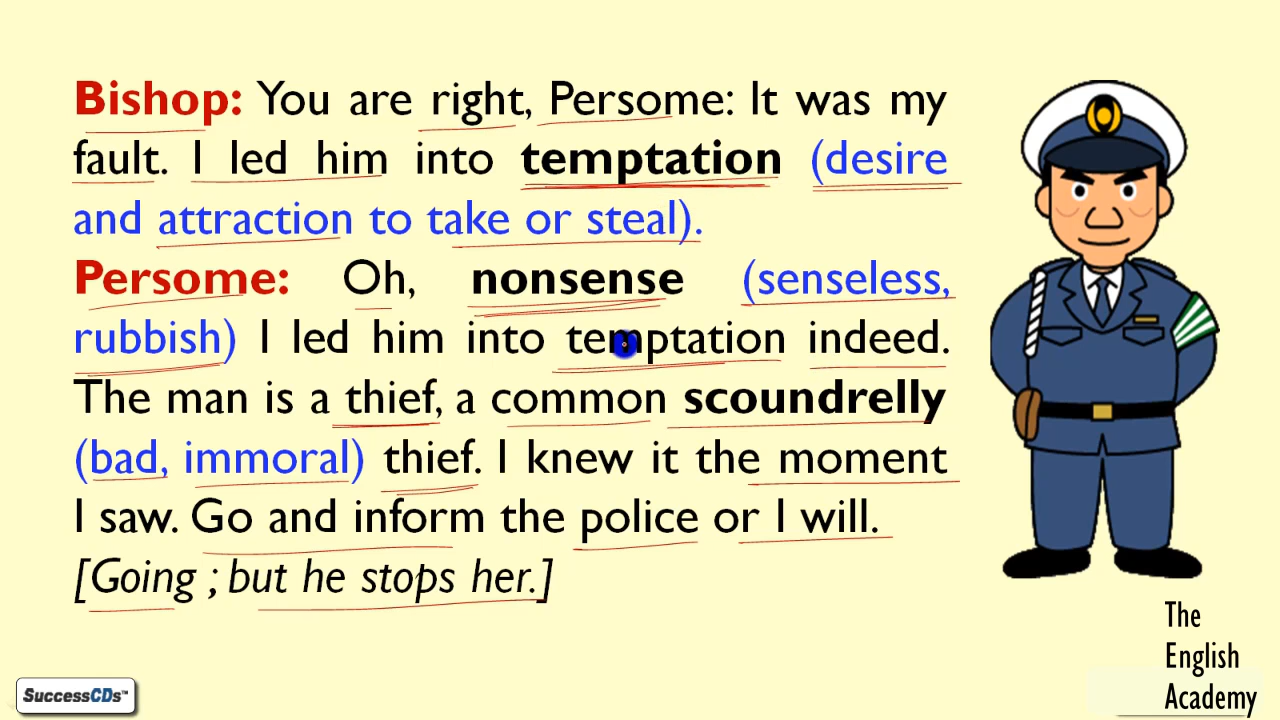 Bishop: You are right, Persome: It was my
fault. I led him into temptation (desire
and attraction to take or steal).
Persome: Oh, nonsense (senseless,
rubbish) I led him into temptation indeed.
The man is a thief, a common scoundrelly
(bad, immoral) thief. I knew it the moment
I saw. Go and inform the police or I will.
[Going ; but he stops her.]
The
English
Academy
SuccessCDs™